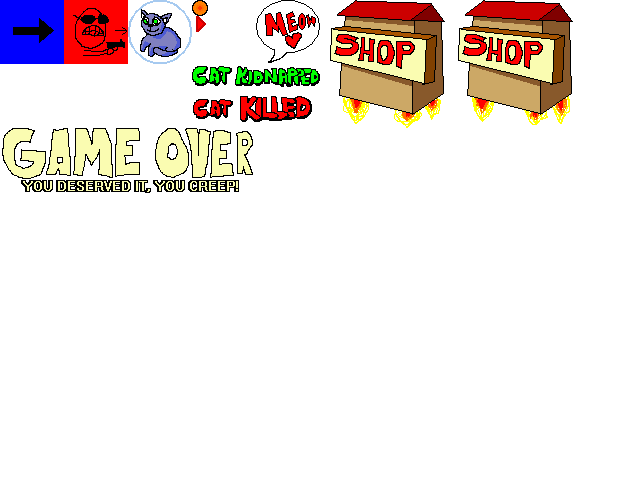 MEOW
SHOP
SHOP
CAT KIDNAPPED
CAT KILLED
GAME OVER
YOU DESERVED IT, YOU CREEP!